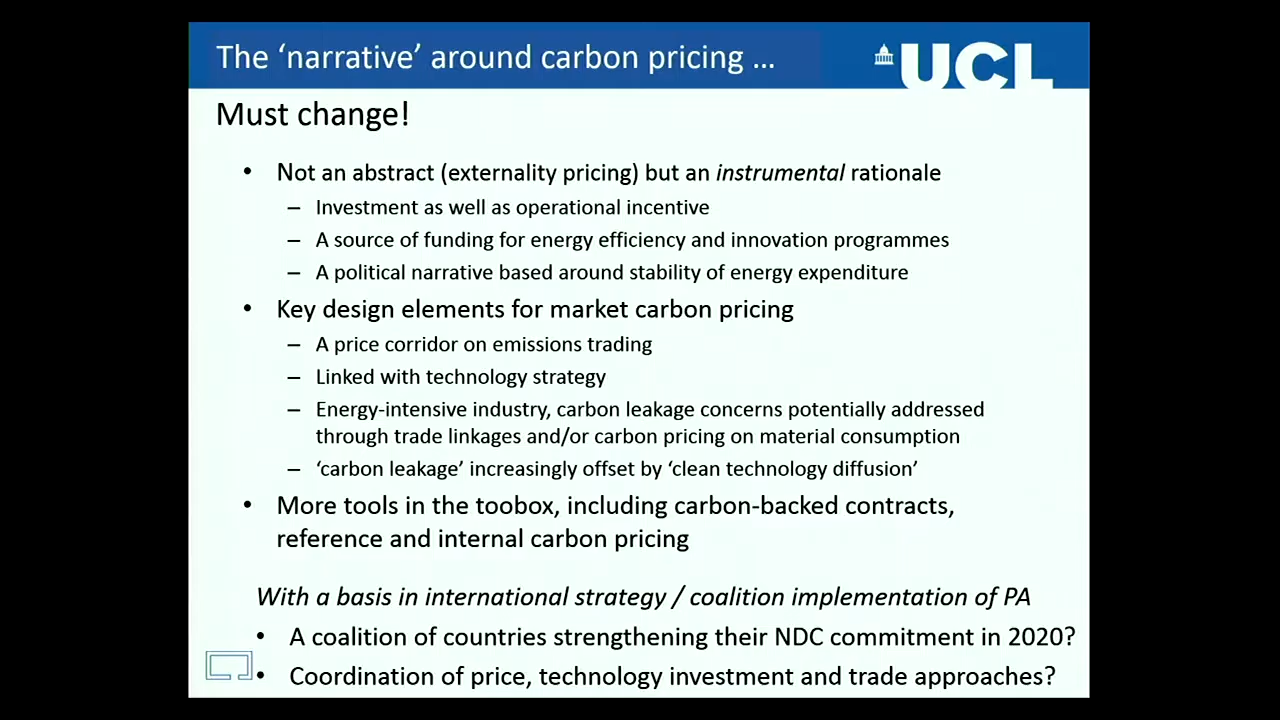 The ‘narrative’ around carbon pricing …
UCL
Must change!
• Not an abstract (externality pricing) but an instrumental rationale
– Investment as well as operational incentive
– A source of funding for energy efficiency and innovation programmes
– A political narrative based around stability of energy expenditure
• Key design elements for market carbon pricing
– A price corridor on emissions trading
– Linked with technology strategy
– Energy-intensive industry, carbon leakage concerns potentially addressed
through trade linkages and/or carbon pricing on material consumption
– ‘carbon leakage’ increasingly offset by ‘clean technology diffusion’
• More tools in the toobox, including carbon-backed contracts,
reference and internal carbon pricing
With a basis in international strategy / coalition implementation of PA
• A coalition of countries strengthening their NDC commitment in 2020?
• Coordination of price, technology investment and trade approaches?